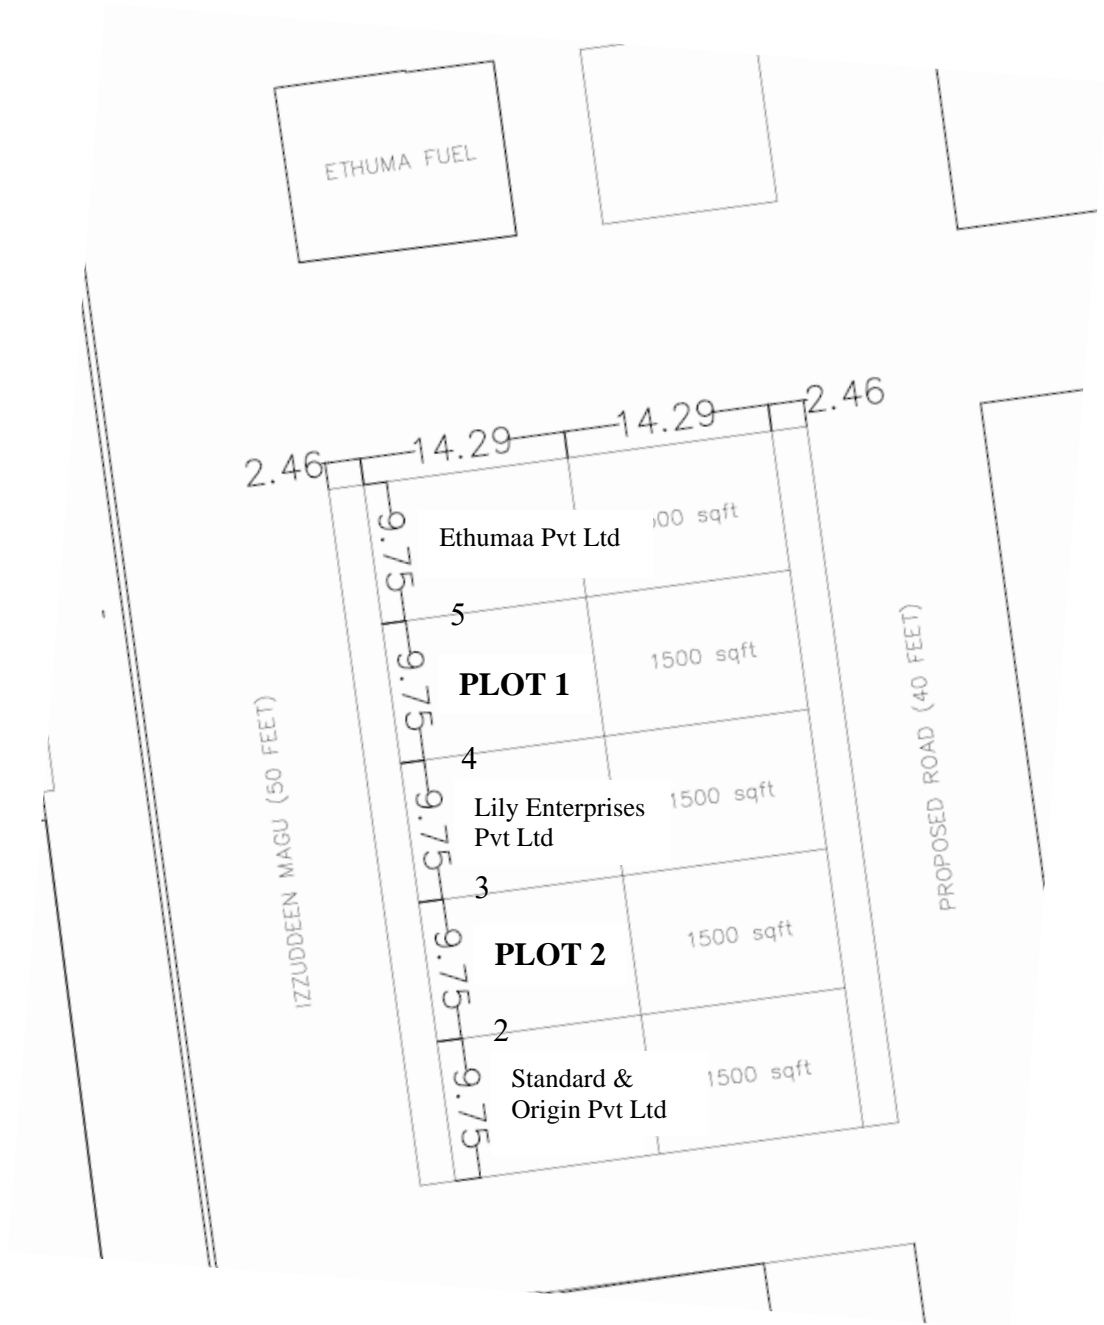 ETHUMA FUEL
2.46
14.29
14.29
2.46
9.75
Ethumaa Pvt Ltd
00 sqft
5
9.75
PLOT 1
1500 sqft
4
9.75
Lily Enterprises
Pvt Ltd
1500 sqft
3
9.75
PLOT 2
1500 sqft
2
9.75
Standard &
Origin Pvt Ltd
1500 sqft
IZZUDDEEN MAGU (50 FEET)
PROPOSED ROAD (40 FEET)